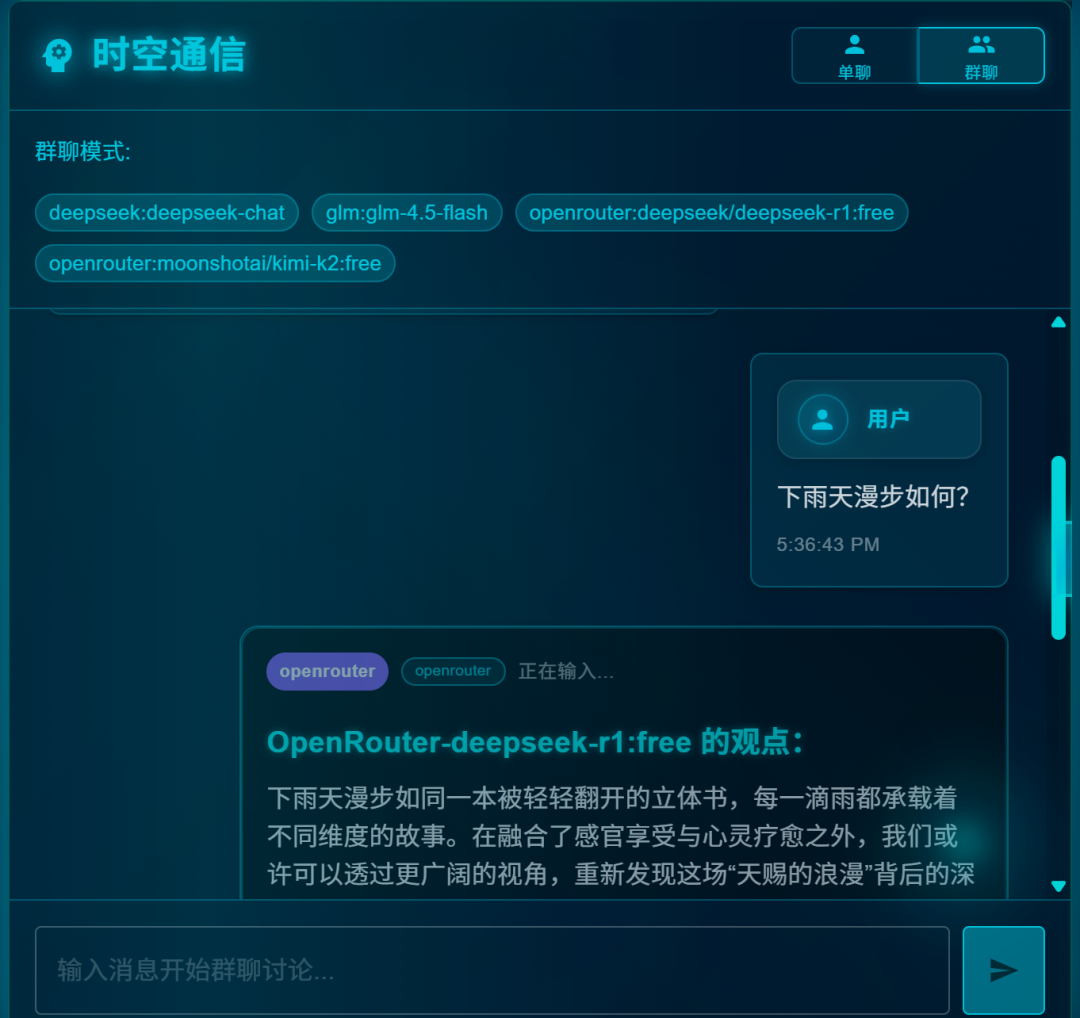 时空通信
单聊
群聊
群聊模式:
deepseek:deepseek-chat
glm:glm-4.5-flash
openrouter:deepseek/deepseek-r1:free
openrouter:moonshotai/kimi-k2:free
用户
下雨天漫步如何？
5:36:43 PM
openrouter
openrouter
正在输入...
OpenRouter-deepseek-r1:free 的观点：
下雨天漫步如同一本被轻轻翻开的立体书，每一滴雨都承载着
不同维度的故事。在融合了感官享受与心灵疗愈之外，我们或
许可以透过更广阔的视角，重新发现这场“天赐的浪漫”背后的深
输入消息开始群聊讨论...